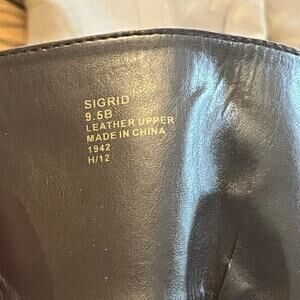 SIGRID
9.5B
LEATHER UPPER
MADE IN CHINA
1942
H/12